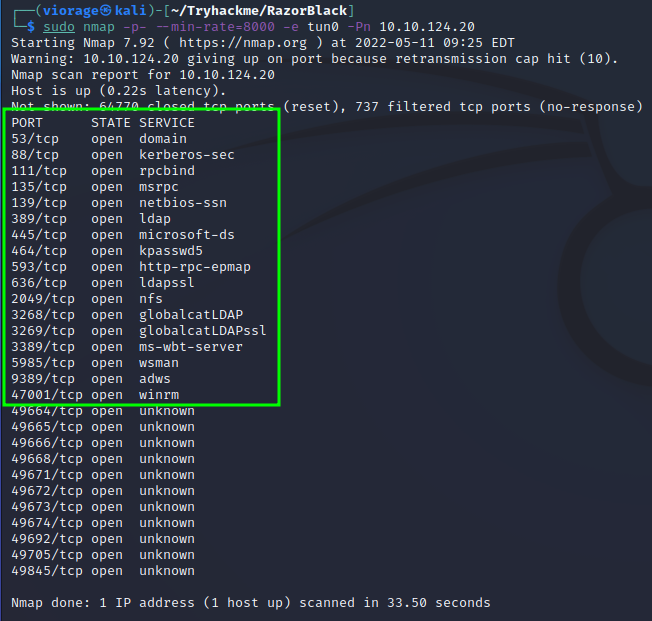 ┌──(viorage㉿kali)-[~/Tryhackme/RazorBlack]
└─$ sudo nmap -p- --min-rate=8000 -e tun0 -Pn 10.10.124.20
Starting Nmap 7.92 ( https://nmap.org ) at 2022-05-11 09:25 EDT
Warning: 10.10.124.20 giving up on port because retransmission cap hit (10).
Nmap scan report for 10.10.124.20
Host is up (0.22s latency).
Not shown: 64770 closed tcp ports (reset), 737 filtered tcp ports (no-response)
PORT      STATE SERVICE
53/tcp    open  domain
88/tcp    open  kerberos-sec
111/tcp   open  rpcbind
135/tcp   open  msrpc
139/tcp   open  netbios-ssn
389/tcp   open  ldap
445/tcp   open  microsoft-ds
464/tcp   open  kpasswd5
593/tcp   open  http-rpc-epmap
636/tcp   open  ldapssl
2049/tcp  open  nfs
3268/tcp  open  globalcatLDAP
3269/tcp  open  globalcatLDAPssl
3389/tcp  open  ms-wbt-server
5985/tcp  open  wsman
9389/tcp  open  adws
47001/tcp open  winrm
49664/tcp open  unknown
49665/tcp open  unknown
49666/tcp open  unknown
49668/tcp open  unknown
49671/tcp open  unknown
49672/tcp open  unknown
49673/tcp open  unknown
49674/tcp open  unknown
49692/tcp open  unknown
49705/tcp open  unknown
49845/tcp open  unknown
Nmap done: 1 IP address (1 host up) scanned in 33.50 seconds